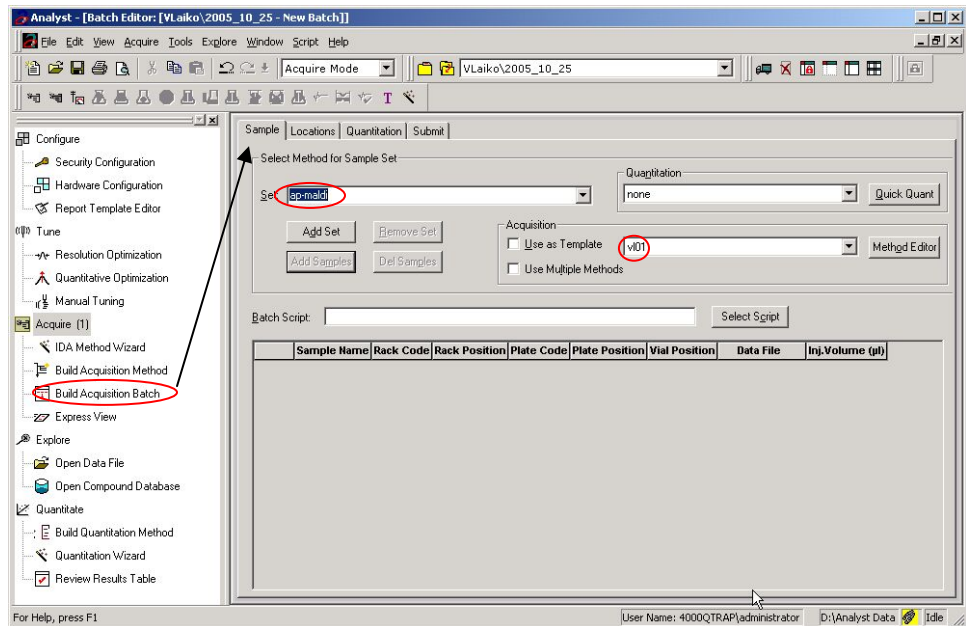 Analyst - [Batch Editor: [VLaiko\2005_10_25 - New Batch]]
File Edit View Acquire Tools Explore Window Script Help
Acquire Mode VLaiko\2005_10_25
T
Configure
Security Configuration
Hardware Configuration
Report Template Editor
Tune
Resolution Optimization
Quantitative Optimization
Manual Tuning
Acquire (1)
IDA Method Wizard
Build Acquisition Method
Build Acquisition Batch
Express View
Explore
Open Data File
Open Compound Database
Quantitate
Build Quantitation Method
Quantitation Wizard
Review Results Table
Sample Locations Quantitation Submit
Select Method for Sample Set
Set: ap-maldi
Add Set Remove Set
Add Samples Del Samples
Quantitation
none Quick Quant
Acquisition
Use as Template vl01 Method Editor
Use Multiple Methods
Batch Script: Select Script
Sample Name Rack Code Rack Position Plate Code Plate Position Vial Position Data File Inj.Volume (µl)
For Help, press F1 User Name: 4000QTRAP\administrator D:\Analyst Data Idle